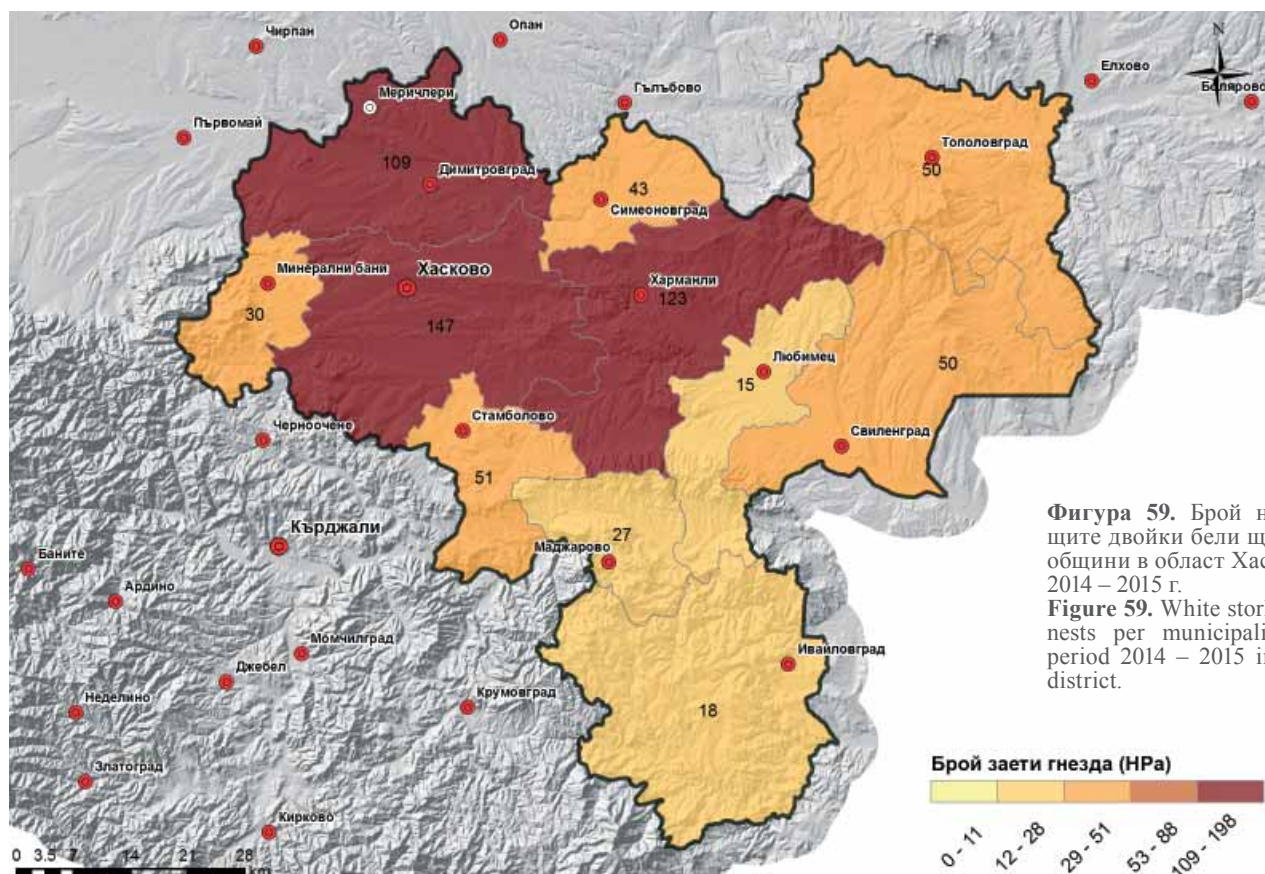 Опан
Чирпан
N
Елхово
Болярово
Гълъбово
Меричлери
Първомай
109
Димитровград
43
Симеоновград
Тополовград
50
Минерални бани
30
Хасково
147
Харманли
123
Любимец
15
50
Свиленград
Стамболово
51
Черноочене
Кърджали
27
Маджарово
Баните
Ардино
Момчилград
Джебел
Неделино
Крумовград
Ивайловград
18
Златоград
Кирково
Фигура 59. Брой н
щите двойки бели щ
общини в област Хас
2014 – 2015 г.
Figure 59. White stor
nests per municipali
period 2014 – 2015 i
district.
Брой заети гнезда (HPa)
0 - 11
12 - 28
29 - 51
53 - 88
109 - 198
0 3.5 7 14 21 28
km